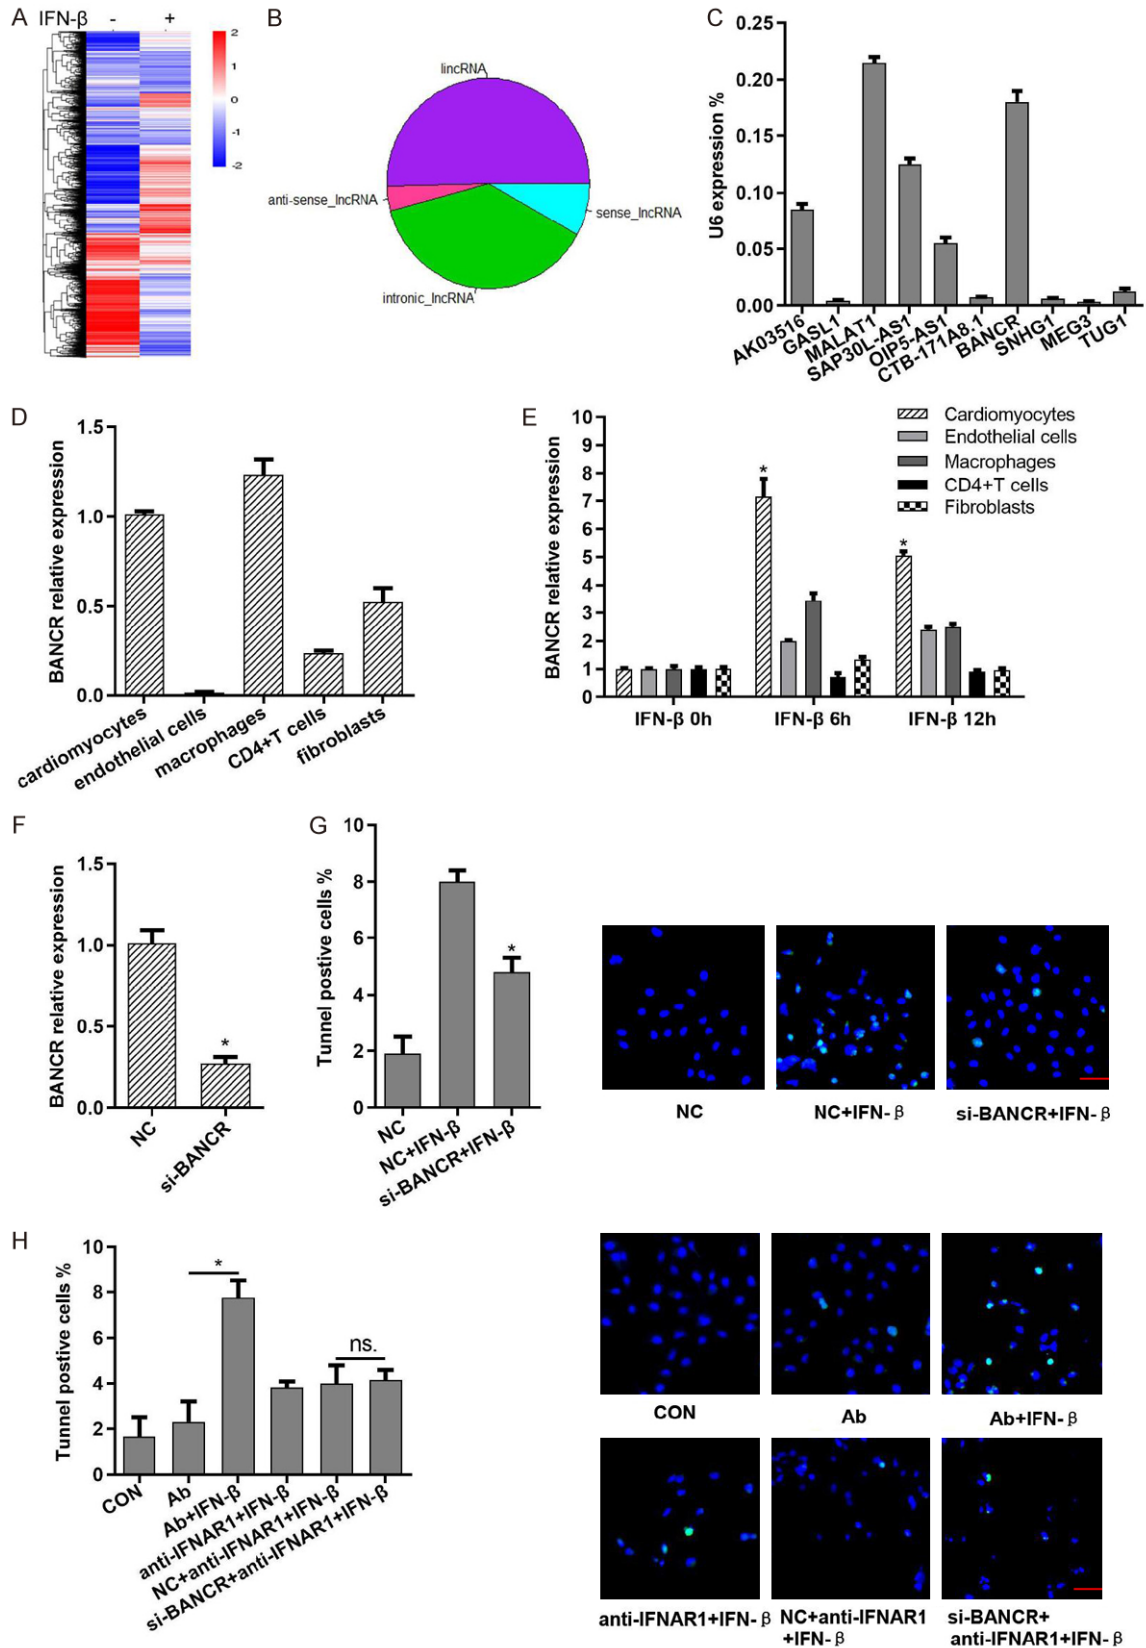 A
IFN-β - +
2
1
0
-1
-2
B
lincRNA
anti-sense_lncRNA
sense_lncRNA
intronic_lncRNA
C
U6 expression %
0.25
0.20
0.15
0.10
0.05
0.00
AK03516
GASL1
MALAT1
SAP30L-AS1
OIP5-AS1
CTB-171A8.1
BANCR
SNHG1
MEG3
TUG1
D
BANCR relative expression
1.5
1.0
0.5
0.0
cardiomyocytes
endothelial cells
macrophages
CD4+T cells
fibroblasts
E
BANCR relative expression
10
9
8
7
6
5
4
3
2
1
0
*
*
Cardiomyocytes
Endothelial cells
Macrophages
CD4+T cells
Fibroblasts
IFN-β 0h IFN-β 6h IFN-β 12h
F
BANCR relative expression
1.5
1.0
0.5
0.0
*
NC
si-BANCR
G
Tunnel postive cells %
10
8
6
4
2
0
*
NC
NC+IFN-β
si-BANCR+IFN-β
NC NC+IFN- β si-BANCR+IFN- β
H
Tunnel postive cells %
10
8
6
4
2
0
*
ns.
CON
Ab
Ab+IFN-β
anti-IFNAR1+IFN-β
NC+anti-IFNAR1+IFN-β
si-BANCR+anti-IFNAR1+IFN-β
CON Ab Ab+IFN- β
anti-IFNAR1+IFN- β
NC+anti-IFNAR1
+IFN- β
si-BANCR+
anti-IFNAR1+IFN- β